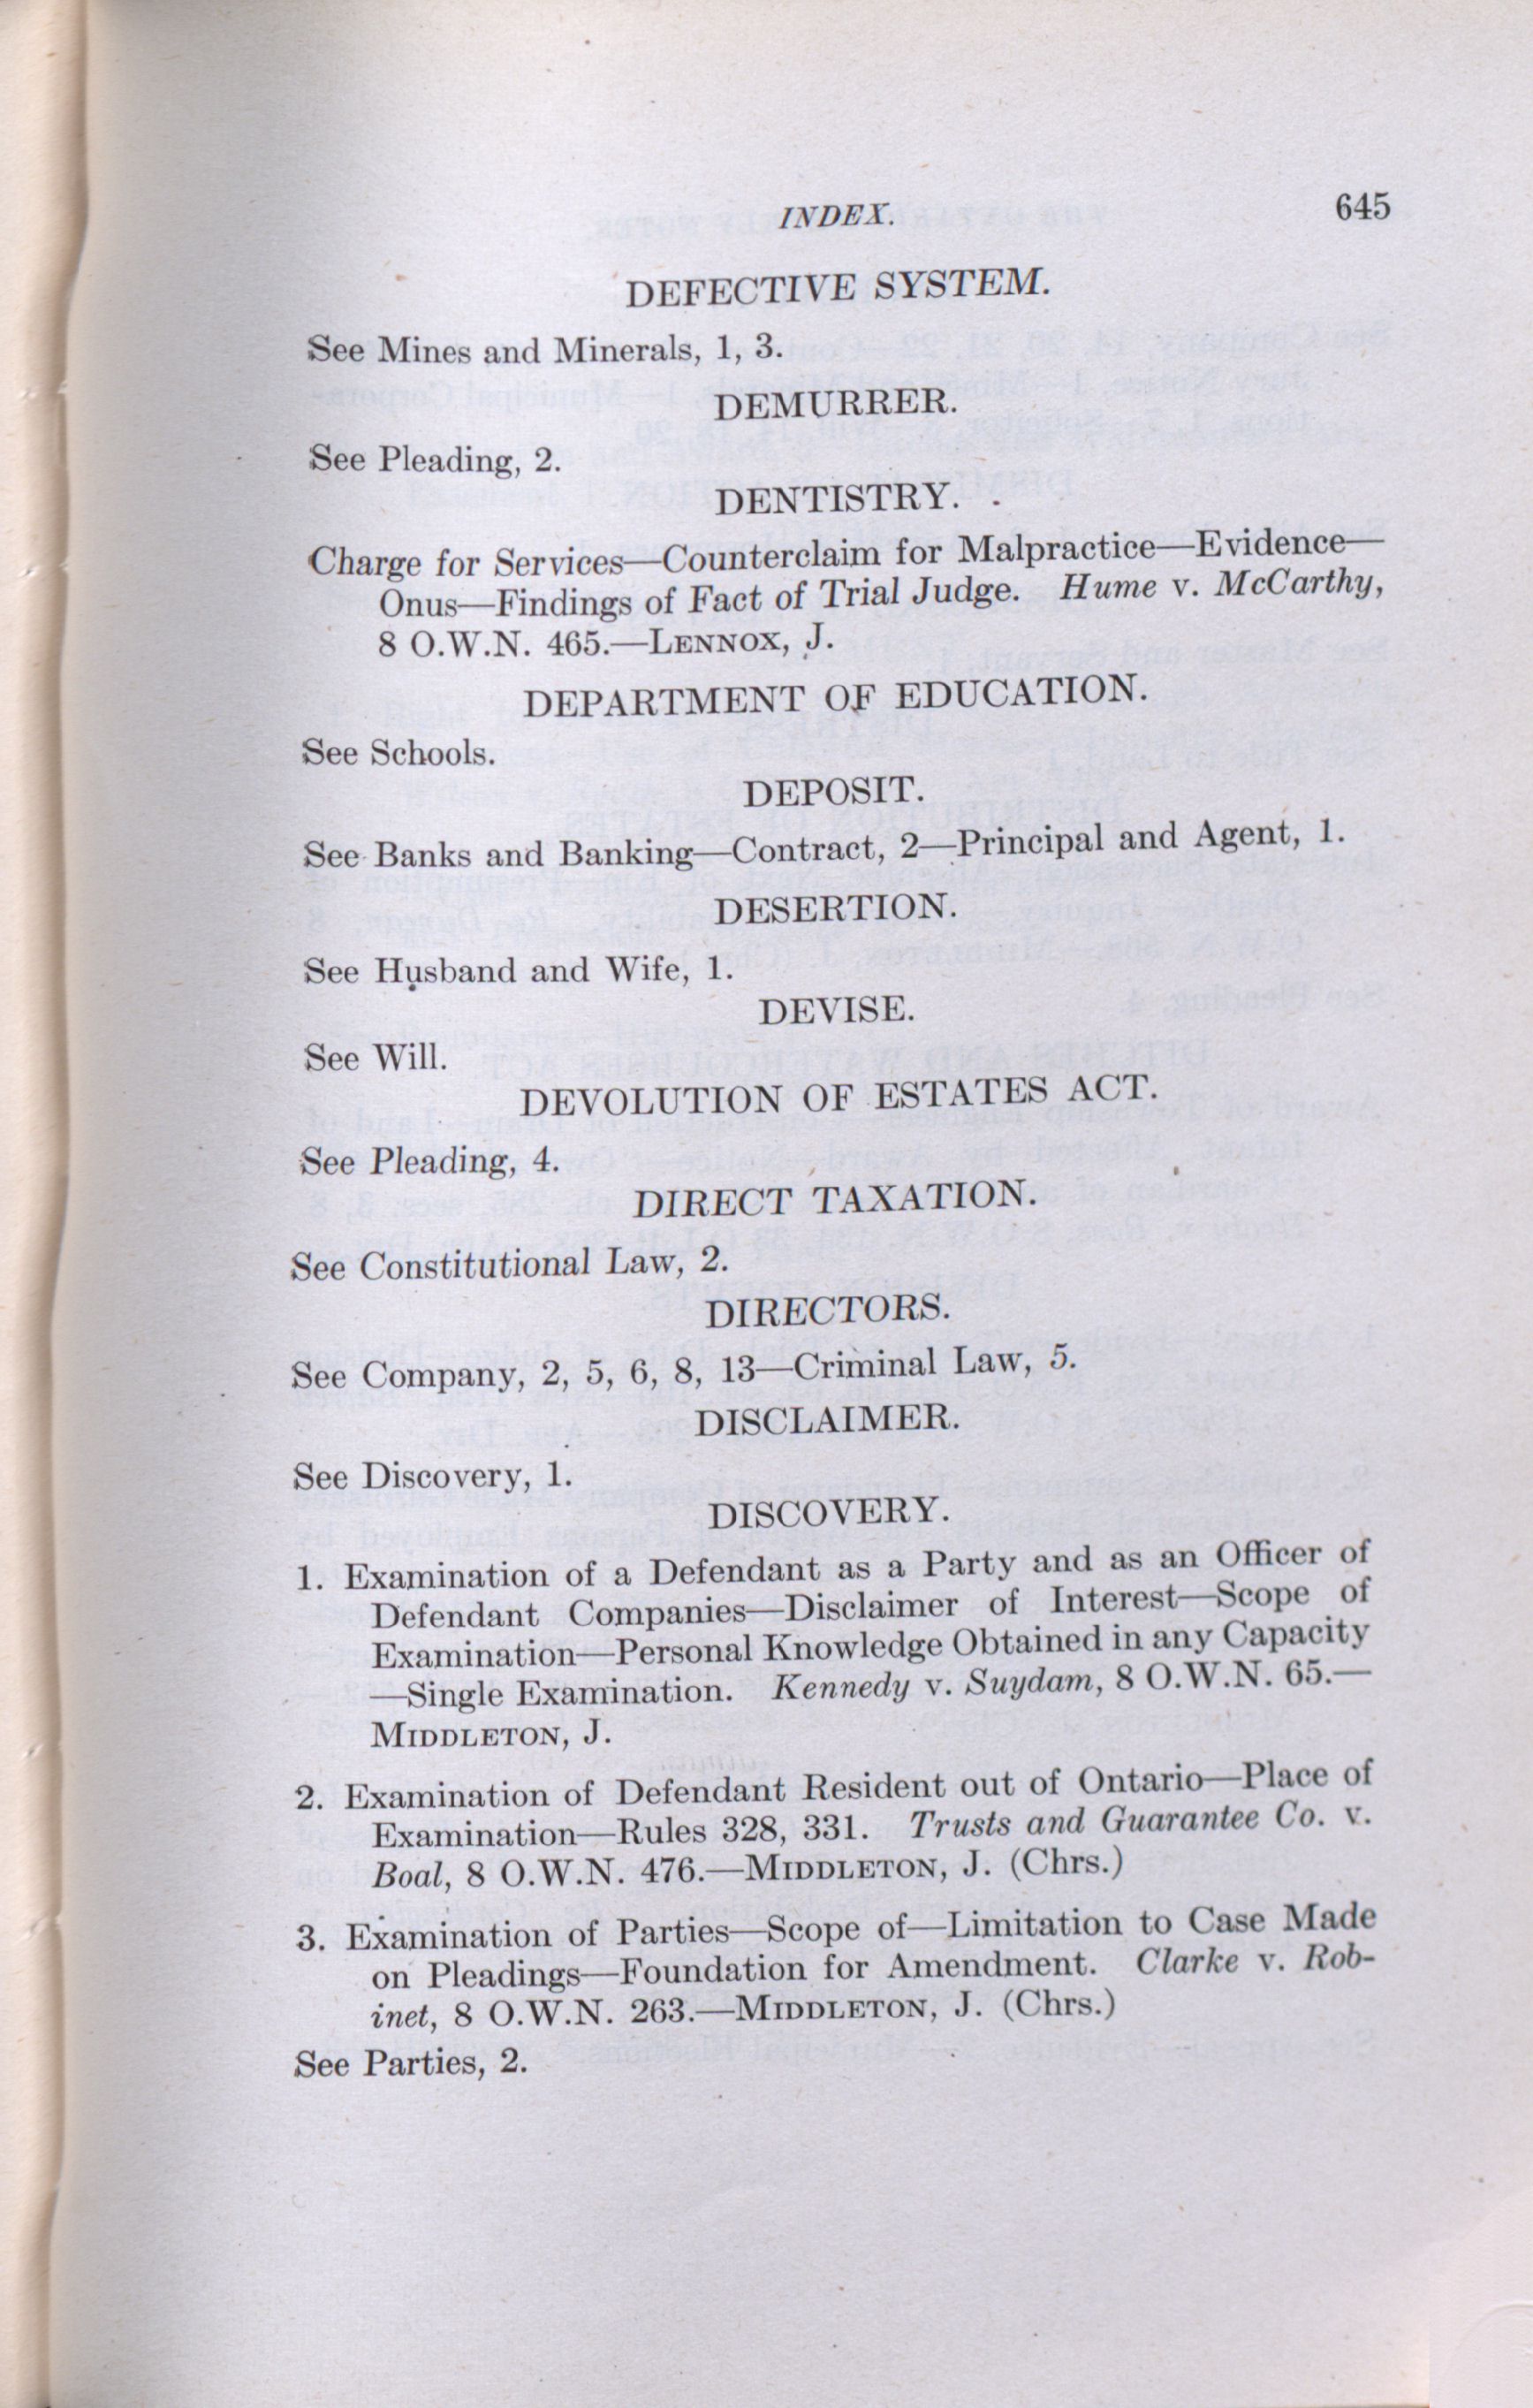 INDEX. 645
DEFECTIVE SYSTEM.
See Mines and Minerals, 1, 3.
DEMURRER.
See Pleading, 2.
DENTISTRY.
Charge for Services—Counterclaim for Malpractice—Evidence—
Onus—Findings of Fact of Trial Judge. Hume v. McCarthy,
8 O.W.N. 465.—LENNOX, J.
DEPARTMENT OF EDUCATION.
See Schools.
DEPOSIT.
See Banks and Banking—Contract, 2—Principal and Agent, 1.
DESERTION.
See Husband and Wife, 1.
DEVISE.
See Will.
DEVOLUTION OF ESTATES ACT.
See Pleading, 4.
DIRECT TAXATION.
See Constitutional Law, 2.
DIRECTORS.
See Company, 2, 5, 6, 8, 13—Criminal Law, 5.
DISCLAIMER.
See Discovery, 1.
DISCOVERY.
1. Examination of a Defendant as a Party and as an Officer of
Defendant Companies—Disclaimer of Interest—Scope of
Examination—Personal Knowledge Obtained in any Capacity
—Single Examination. Kennedy v. Suydam, 8 O.W.N. 65.—
MIDDLETON, J.
2. Examination of Defendant Resident out of Ontario—Place of
Examination—Rules 328, 331. Trusts and Guarantee Co. v.
Boal, 8 O.W.N. 476.—MIDDLETON, J. (Chrs.)
3. Examination of Parties—Scope of—Limitation to Case Made
on Pleadings—Foundation for Amendment. Clarke v. Rob-
inet, 8 O.W.N. 263.—MIDDLETON, J. (Chrs.)
See Parties, 2.